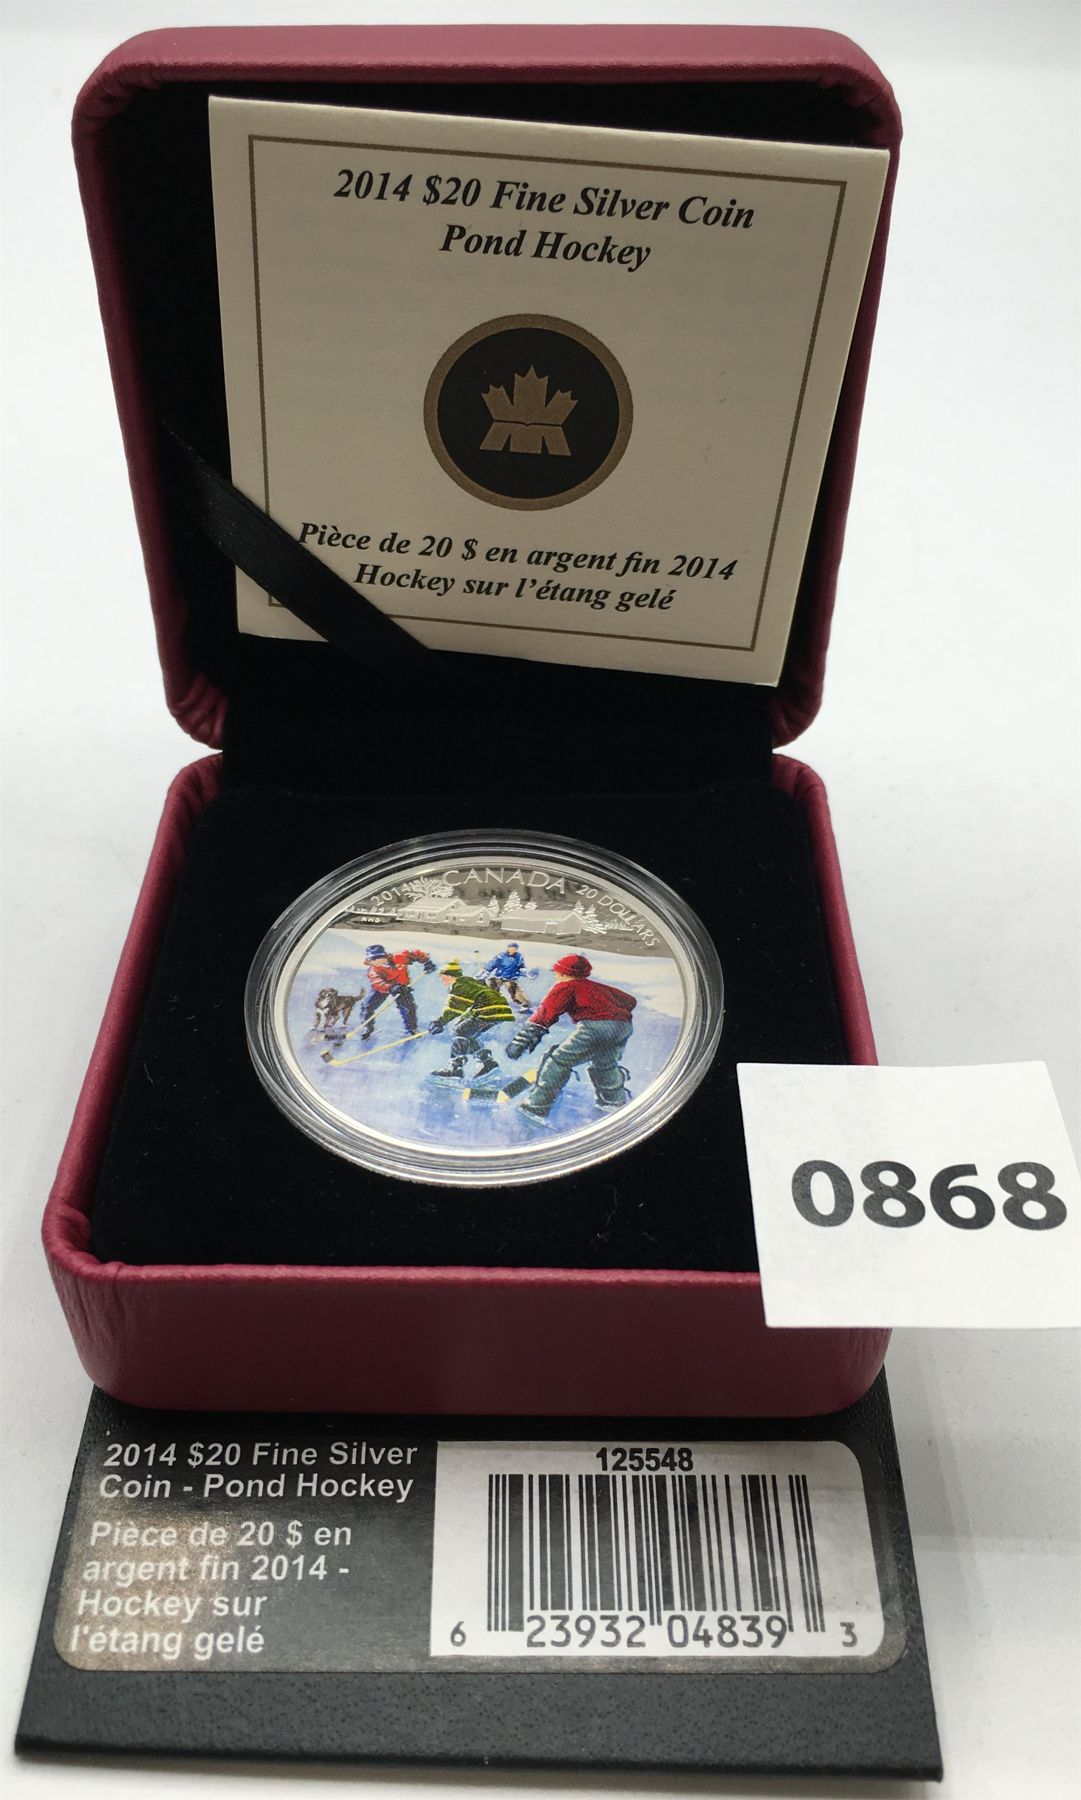 2014 $20 Fine Silver Coin
Pond Hockey
Pièce de 20 $ en argent fin 2014
Hockey sur l'étang gelé
2014 CANADA 20 DOLLARS
0868
2014 $20 Fine Silver
Coin - Pond Hockey
Pièce de 20 $ en
argent fin 2014 -
Hockey sur
l'étang gelé
125548
6 23932 04839 3